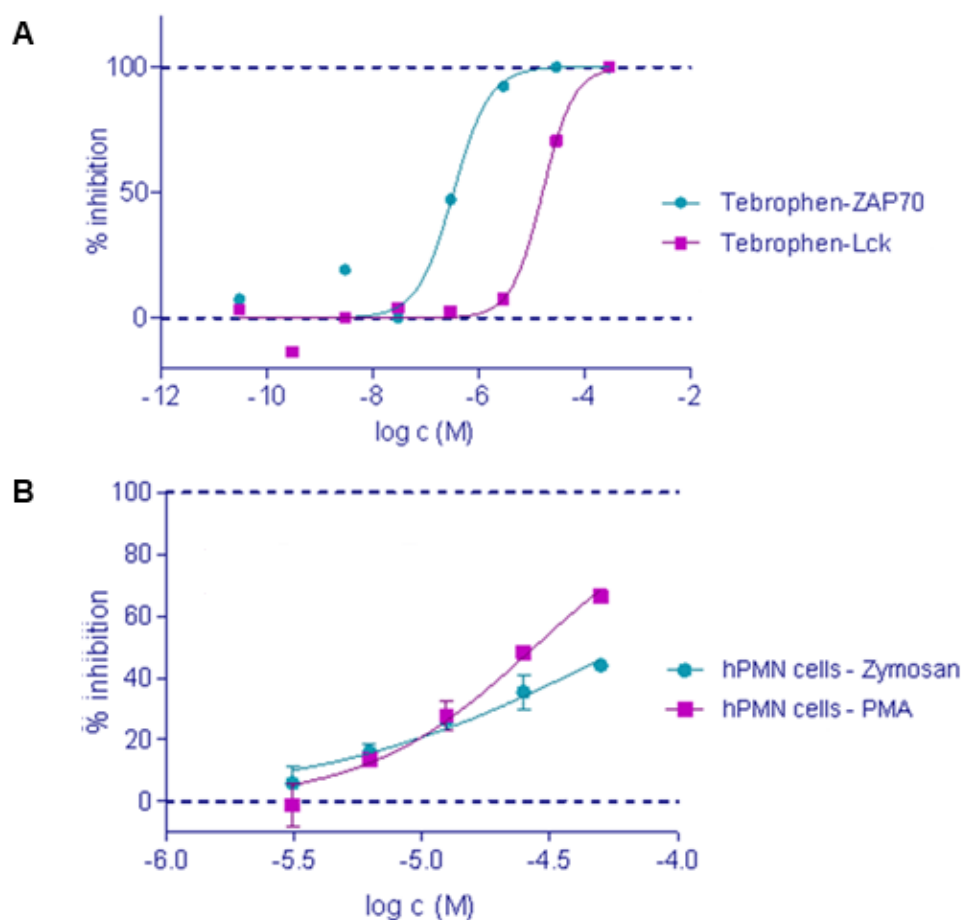 A
100
50
0
% inhibition
-12 -10 -8 -6 -4 -2
log c (M)
Tebrophen-ZAP70
Tebrophen-Lck
B
100
80
60
40
20
0
% inhibition
-6.0 -5.5 -5.0 -4.5 -4.0
log c (M)
hPMN cells - Zymosan
hPMN cells - PMA